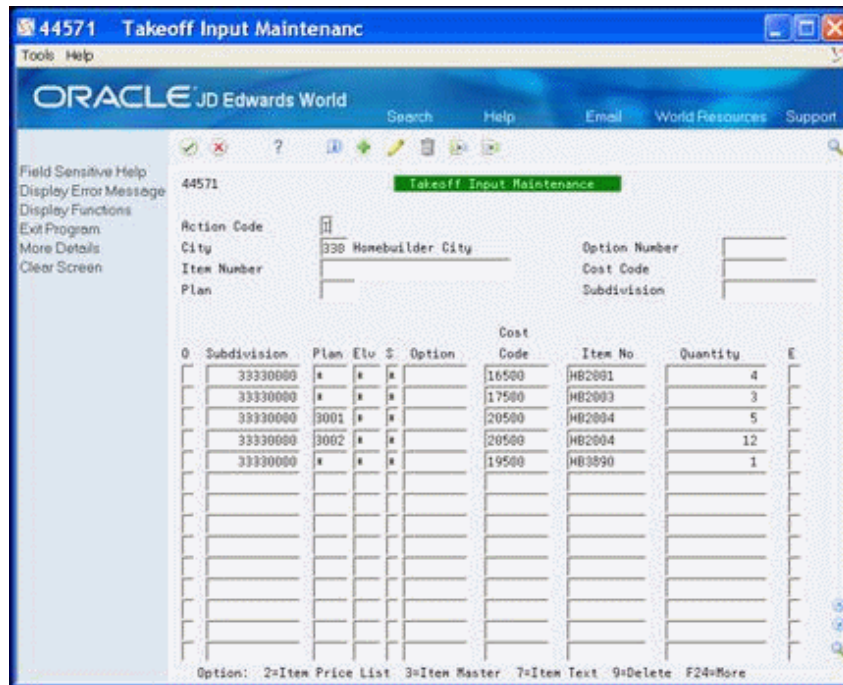 44571 Takeoff Input Maintenanc
Tools Help
ORACLE JD Edwards World
Search Help Email World Resources Support
Field Sensitive Help
Display Error Message
Display Functions
Exit Program
More Details
Clear Screen
44571 Takeoff Input Maintenance
Action Code I
City 330 Homebuilder City Option Number
Item Number Cost Code
Plan Subdivision
Cost
O Subdivision Plan Elv S Option Code Item No Quantity E
33330000 * * * 16500 HB2001 4
33330000 * * * 17500 HB2003 3
33330000 3001 * * 20500 HB2004 5
33330000 3002 * * 20500 HB2004 12
33330000 * * * 19500 HB3890 1
Option: 2=Item Price List 3=Item Master 7=Item Text 9=Delete F24=More